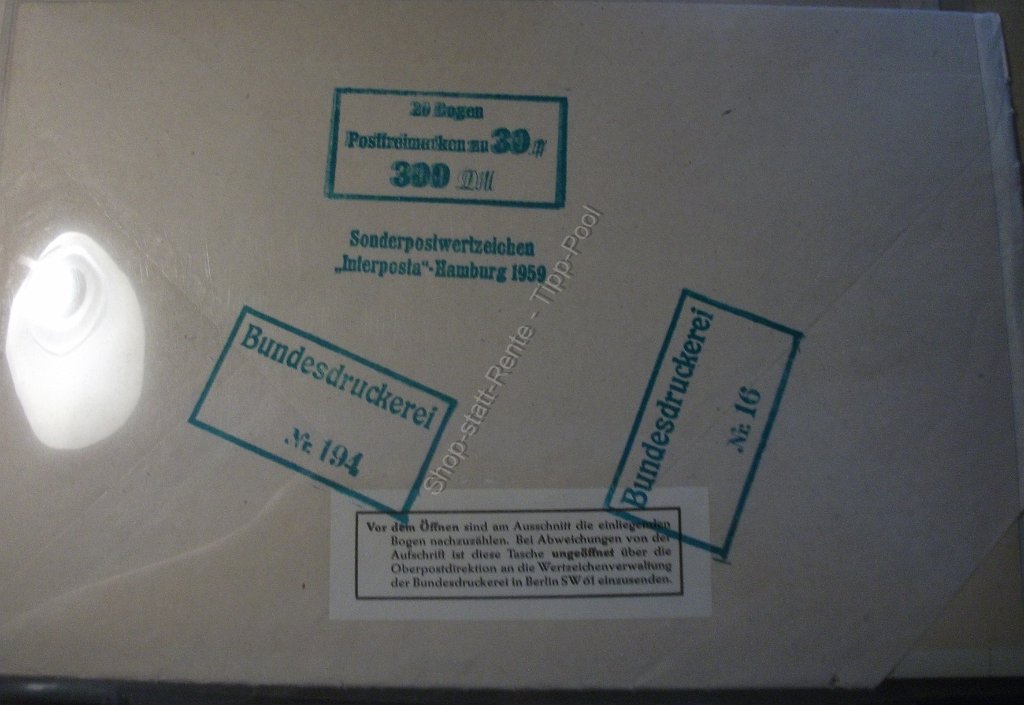 20 Bogen
Postfreimarken zu 30 ₰
300 DM
Sonderpostwertzeichen
„Interposta“-Hamburg 1959
Bundesdruckerei
Nr. 194
Bundesdruckerei
Nr. 16
Shop-statt-Rente - Tipp-Pool
Vor dem Öffnen sind am Ausschnitt die einliegenden
Bogen nachzuzählen. Bei Abweichungen von der
Aufschrift ist diese Tasche ungeöffnet über die
Oberpostdirektion an die Wertzeichenverwaltung
der Bundesdruckerei in Berlin SW 61 einzusenden.